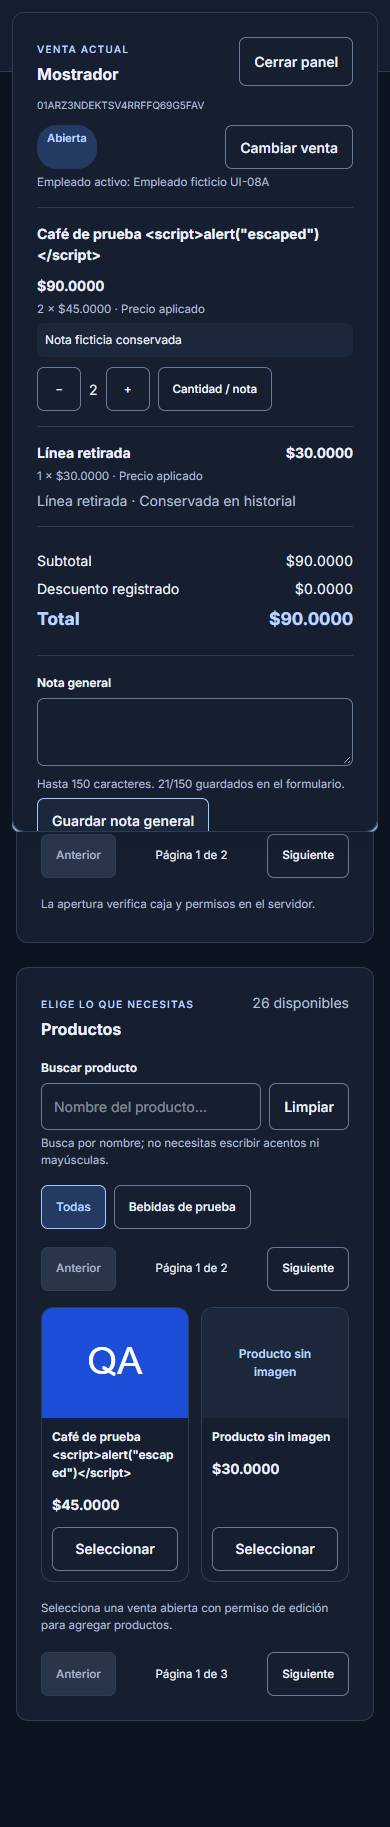 VENTA ACTUAL
Mostrador
Cerrar panel
01ARZ3NDEKTSV4RRFFQ69G5FAV
Abierta
Cambiar venta
Empleado activo: Empleado ficticio UI-08A
Café de prueba <script>alert("escaped")
</script>
$90.0000
2 × $45.0000 · Precio aplicado
Nota ficticia conservada
− 2 + Cantidad / nota
Línea retirada $30.0000
1 × $30.0000 · Precio aplicado
Línea retirada · Conservada en historial
Subtotal $90.0000
Descuento registrado $0.0000
Total $90.0000
Nota general
Hasta 150 caracteres. 21/150 guardados en el formulario.
Guardar nota general
Anterior Página 1 de 2 Siguiente
La apertura verifica caja y permisos en el servidor.
ELIGE LO QUE NECESITAS 26 disponibles
Productos
Buscar producto
Nombre del producto... Limpiar
Busca por nombre; no necesitas escribir acentos ni
mayúsculas.
Todas Bebidas de prueba
Anterior Página 1 de 2 Siguiente
QA
Café de prueba
<script>alert("escap
ed")</script>
$45.0000
Seleccionar
Producto sin
imagen
Producto sin imagen
$30.0000
Seleccionar
Selecciona una venta abierta con permiso de edición
para agregar productos.
Anterior Página 1 de 3 Siguiente